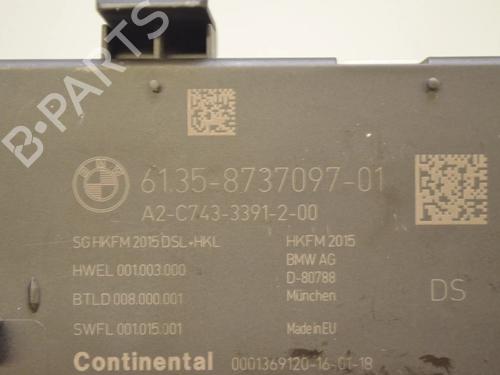 B-PARTS
BMW
61.35-8737097-01
A2-C743-3391-2-00
SG HKFM 2015 DSL+HKL
HWEL 001.003.000
BTLD 008.000.001
SWFL 001.015.001
HKFM 2015
BMW AG
D-80788
München
Made in EU
DS
Continental 0001369120-16-01-18